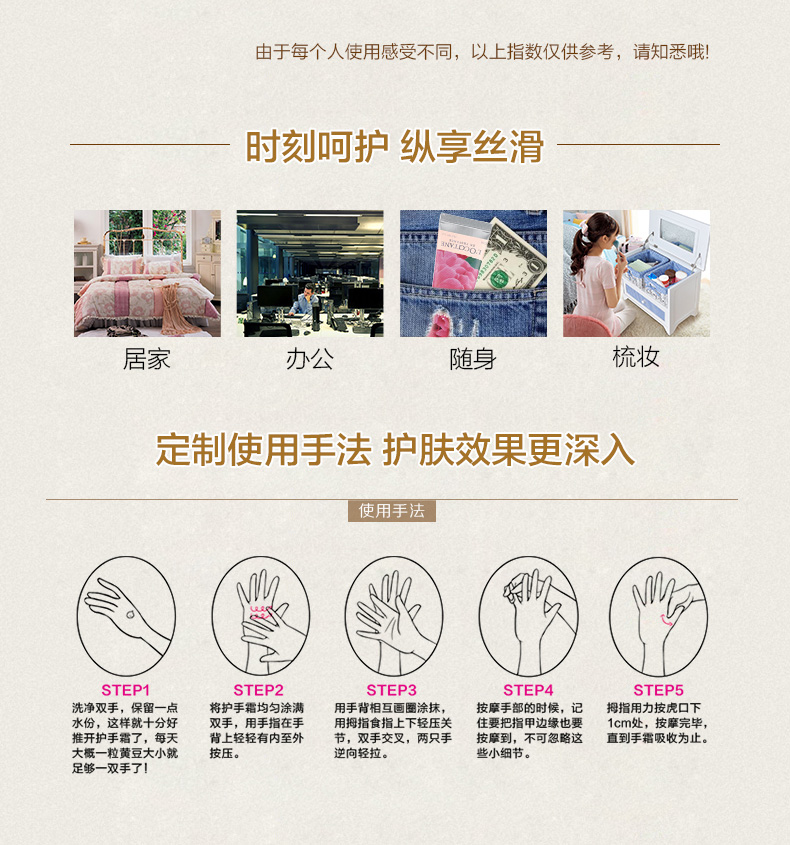 由于每个人使用感受不同，以上指数仅供参考，请知悉哦!
时刻呵护 纵享丝滑
L'OCCITANE
居家
办公
随身
梳妆
定制使用手法 护肤效果更深入
使用手法
STEP1
洗净双手，保留一点
水份，这样就十分好
推开护手霜了，每天
大概一粒黄豆大小就
足够一双手了！
STEP2
将护手霜均匀涂满
双手，用手指在手
背上轻轻有内至外
按压。
STEP3
用手背相互画圈涂抹，
用拇指食指上下轻压关
节，双手交叉，两只手
逆向轻拉。
STEP4
按摩手部的时候，记
住要把指甲边缘也要
按摩到，不可忽略这
些小细节。
STEP5
拇指用力按虎口下
1cm处，按摩完毕，
直到手霜吸收为止。